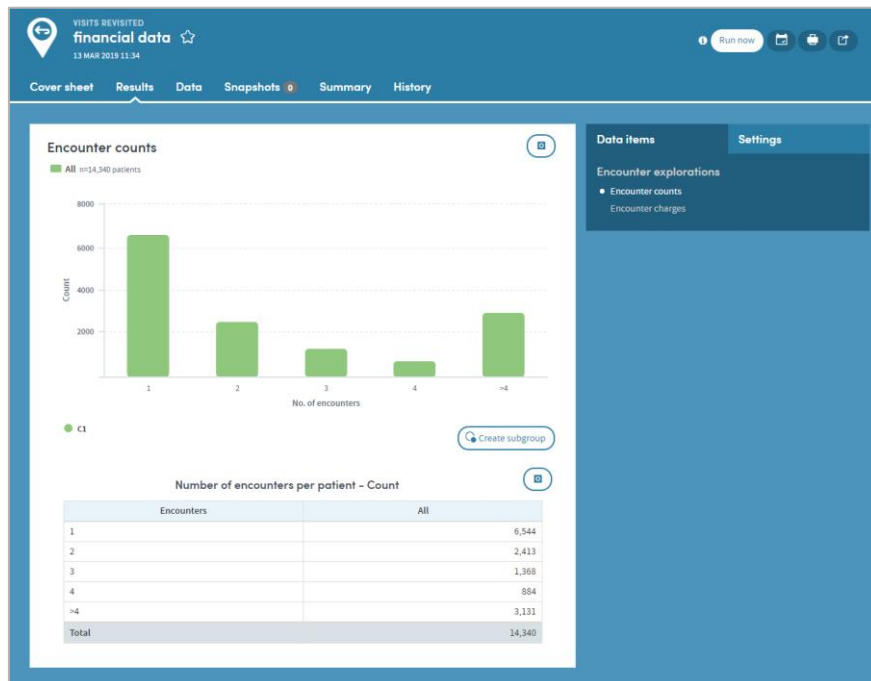 VISITS REVISITED
financial data
13 MAR 2019 11:34
Run now
Cover sheet Results Data Snapshots 0 Summary History
Encounter counts
All n=14,340 patients
8000
6000
4000
2000
Count
1 2 3 4 >4
No. of encounters
C1
Create subgroup
Number of encounters per patient - Count
Encounters All
1 6,544
2 2,413
3 1,368
4 884
>4 3,131
Total 14,340
Data items Settings
Encounter explorations
Encounter counts
Encounter charges